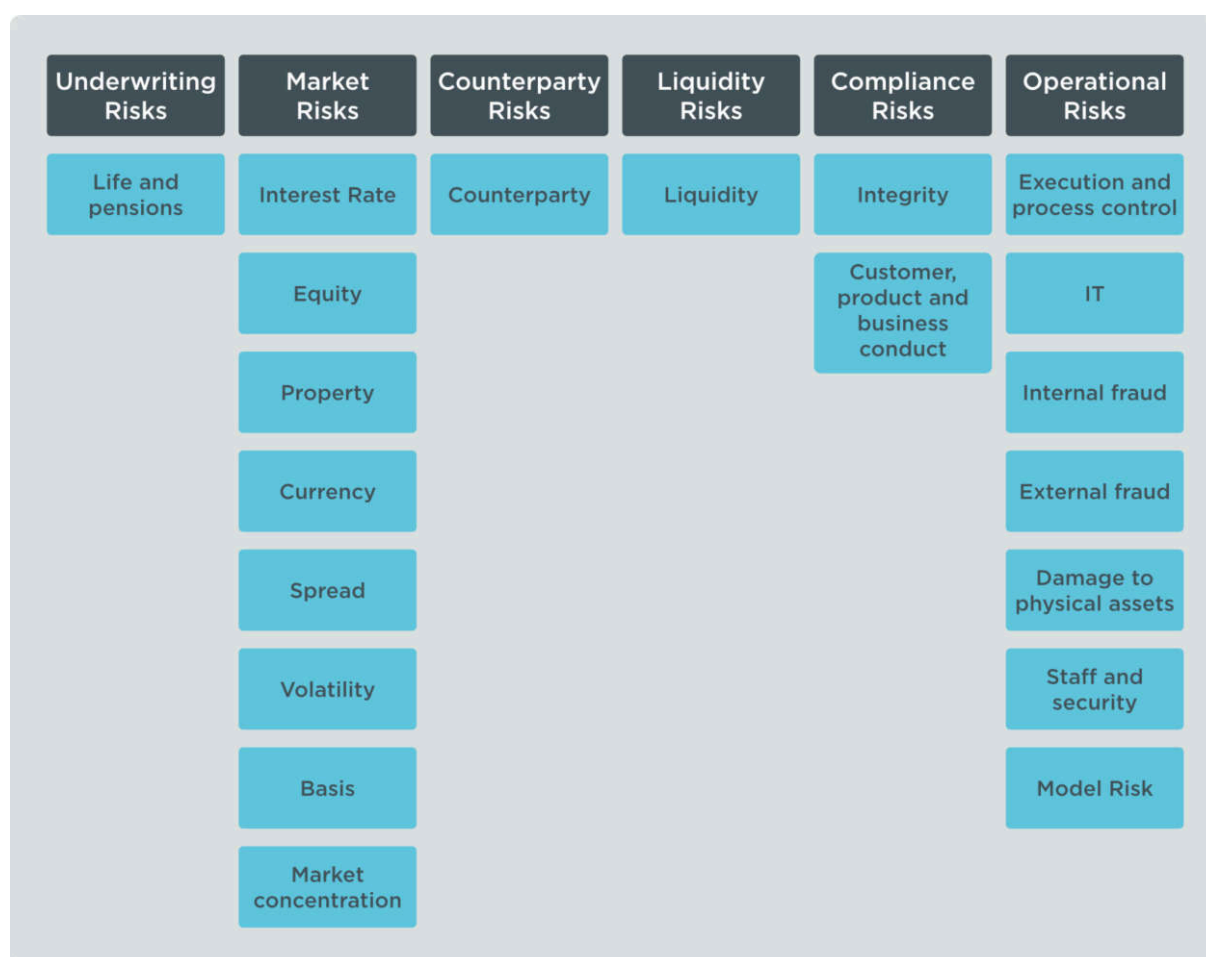 Underwriting
Risks
Market
Risks
Counterparty
Risks
Liquidity
Risks
Compliance
Risks
Operational
Risks
Life and
pensions
Interest Rate
Counterparty
Liquidity
Integrity
Execution and
process control
Equity
Customer,
product and
business
conduct
IT
Property
Internal fraud
Currency
External fraud
Spread
Damage to
physical assets
Volatility
Staff and
security
Basis
Model Risk
Market
concentration